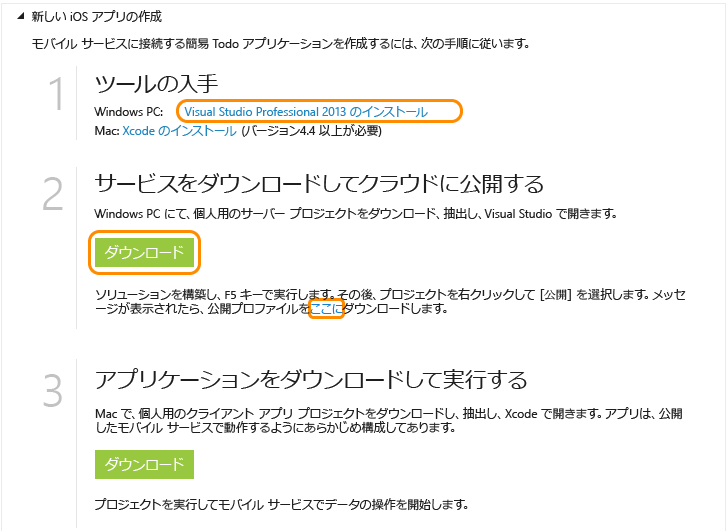 新しい iOS アプリの作成
モバイル サービスに接続する簡易 Todo アプリケーションを作成するには、次の手順に従います。
1
ツールの入手
Windows PC: Visual Studio Professional 2013 のインストール
Mac: Xcode のインストール (バージョン4.4 以上が必要)
2
サービスをダウンロードしてクラウドに公開する
Windows PC にて、個人用のサーバー プロジェクトをダウンロード、抽出し、Visual Studio で開きます。
ダウンロード
ソリューションを構築し、F5 キーで実行します。その後、プロジェクトを右クリックして [公開] を選択します。メッセ
ージが表示されたら、公開プロファイルをここにダウンロードします。
3
アプリケーションをダウンロードして実行する
Mac で、個人用のクライアント アプリ プロジェクトをダウンロードし、抽出し、Xcode で開きます。アプリは、公開
したモバイル サービスで動作するようにあらかじめ構成してあります。
ダウンロード
プロジェクトを実行してモバイル サービスでデータの操作を開始します。